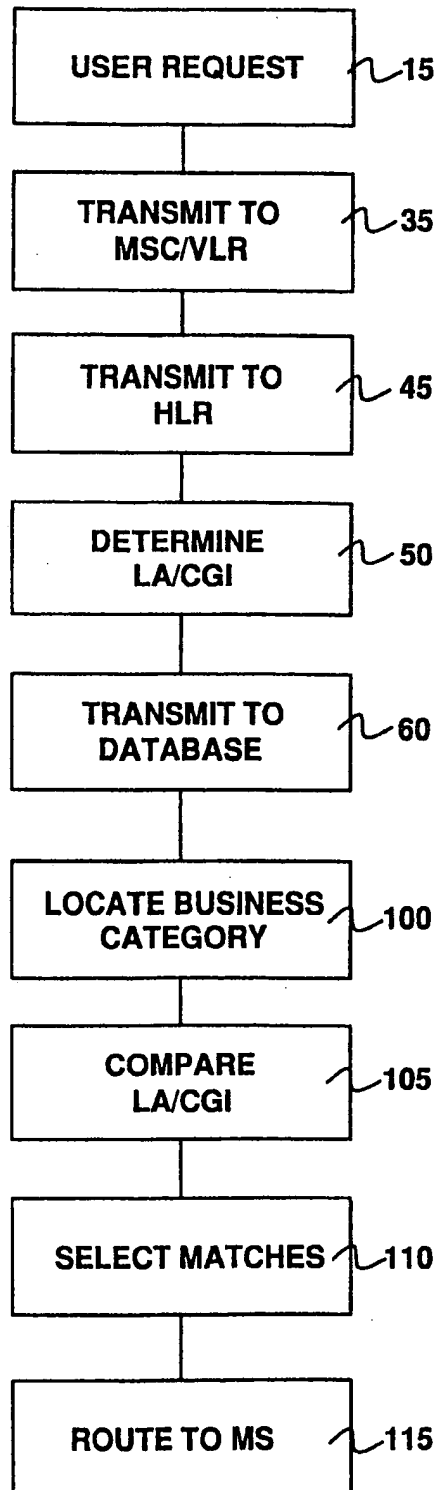 USER REQUEST 15
TRANSMIT TO
MSC/VLR 35
TRANSMIT TO
HLR 45
DETERMINE
LA/CGI 50
TRANSMIT TO
DATABASE 60
LOCATE BUSINESS
CATEGORY 100
COMPARE
LA/CGI 105
SELECT MATCHES 110
ROUTE TO MS 115